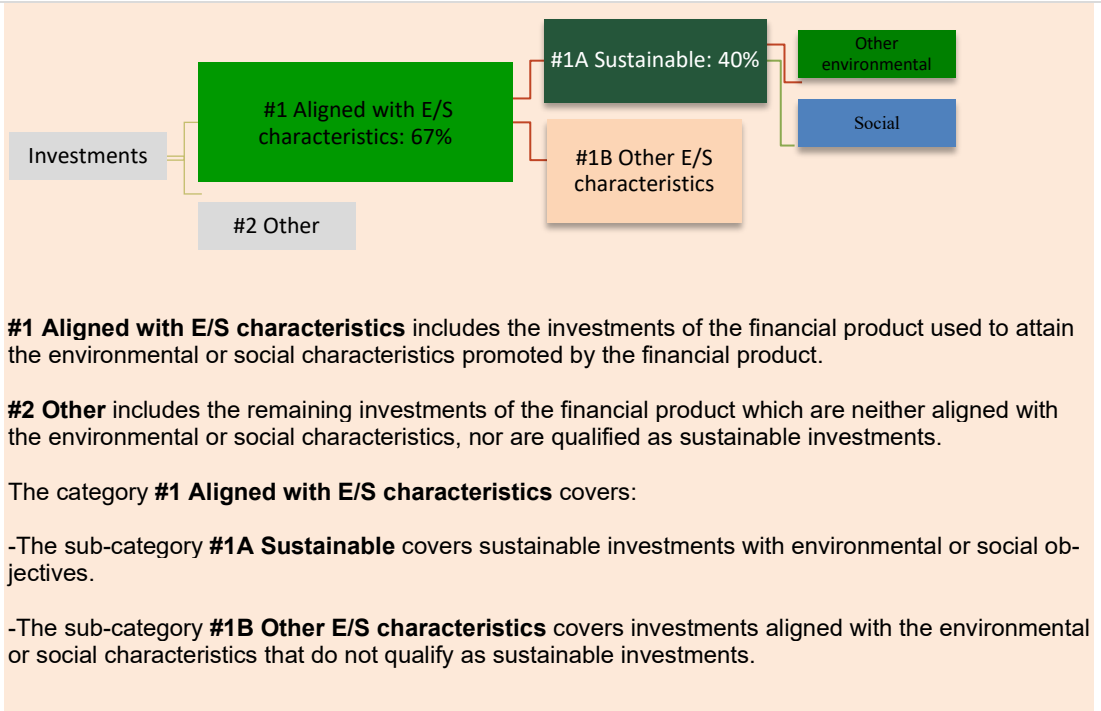 Investments
#1 Aligned with E/S
characteristics: 67%
#2 Other
#1A Sustainable: 40%
#1B Other E/S
characteristics
Other
environmental
Social
#1 Aligned with E/S characteristics includes the investments of the financial product used to attain
the environmental or social characteristics promoted by the financial product.
#2 Other includes the remaining investments of the financial product which are neither aligned with
the environmental or social characteristics, nor are qualified as sustainable investments.
The category #1 Aligned with E/S characteristics covers:
-The sub-category #1A Sustainable covers sustainable investments with environmental or social ob-
jectives.
-The sub-category #1B Other E/S characteristics covers investments aligned with the environmental
or social characteristics that do not qualify as sustainable investments.